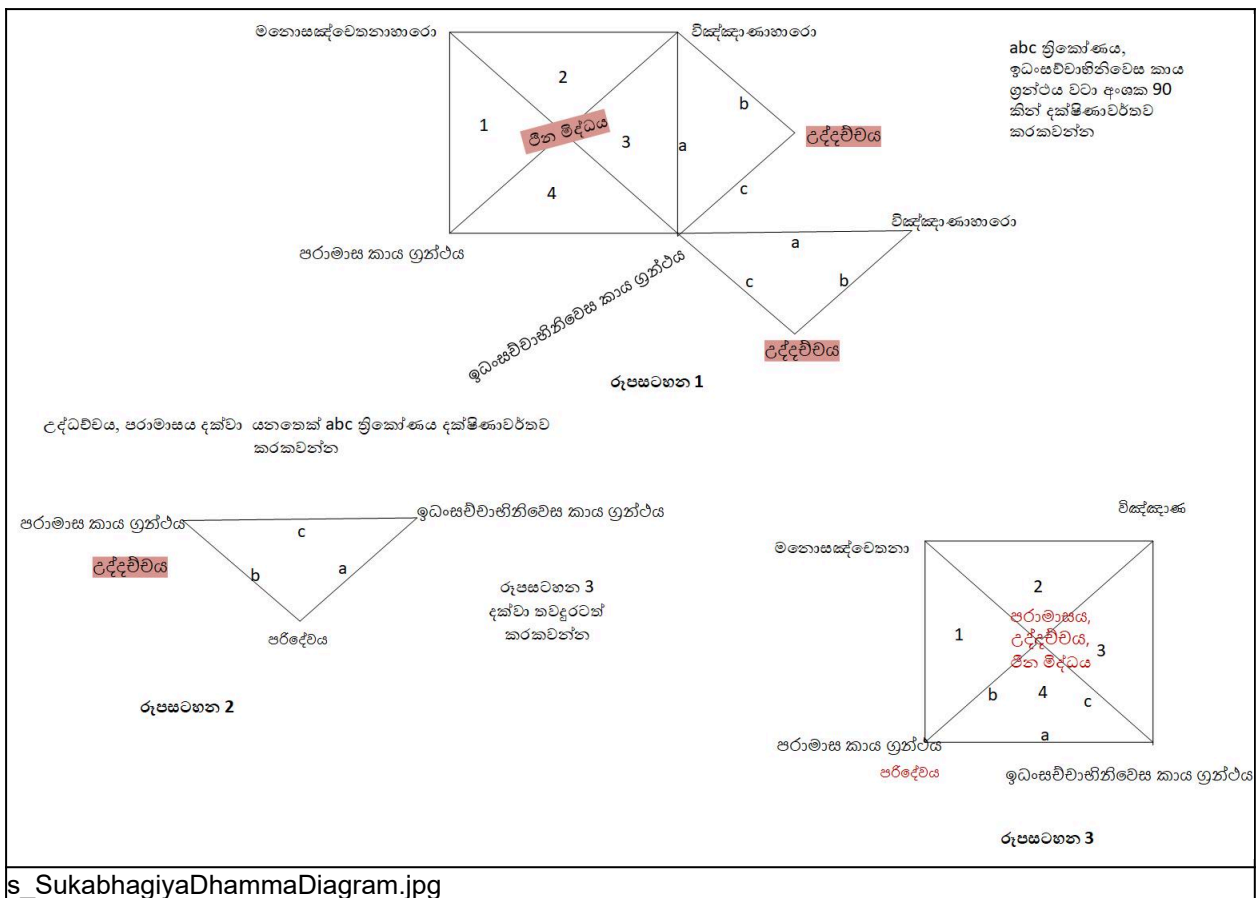 මනොසඤ්චෙතනාහාරො
විඤ්ඤාණාහාරො
abc ත්‍රිකෝණය,
ඉධංසච්චාභිනිවෙස කාය
ග්‍රන්ථය වටා අංශක 90
කින් දක්ෂිණාවර්තව
කරකවන්න
2
b
1
ථීන මිද්ධය
3
a
උද්දච්චය
4
c
විඤ්ඤාණාහාරො
පරාමාස කාය ග්‍රන්ථය
a
ඉධංසච්චාභිනිවෙස කාය ග්‍රන්ථය
c
b
උද්දච්චය
රූපසටහන 1
උද්ධච්චය, පරාමාසය දක්වා යනතෙක් abc ත්‍රිකෝණය දක්ෂිණාවර්තව
කරකවන්න
පරාමාස කාය ග්‍රන්ථය
ඉධංසච්චාභිනිවෙස කාය ග්‍රන්ථය
c
උද්දච්චය
b
a
පරිදේවය
රූපසටහන 2
රූපසටහන 3
දක්වා තවදුරටත්
කරකවන්න
විඤ්ඤාණ
මනොසඤ්චෙතනා
2
පරාමාසය,
උද්දච්චය,
ථීන මිද්ධය
1
3
b
4
c
a
පරාමාස කාය ග්‍රන්ථය
පරිදේවය
ඉධංසච්චාභිනිවෙස කාය ග්‍රන්ථය
රූපසටහන 3
s_SukabhagiyaDhammaDiagram.jpg